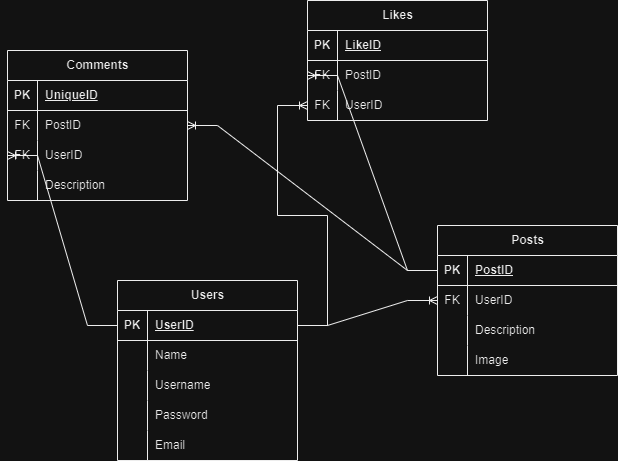 Likes
PK LikeID
FK PostID
FK UserID
Comments
PK UniqueID
FK PostID
FK UserID
Description
Posts
PK PostID
FK UserID
Description
Image
Users
PK UserID
Name
Username
Password
Email